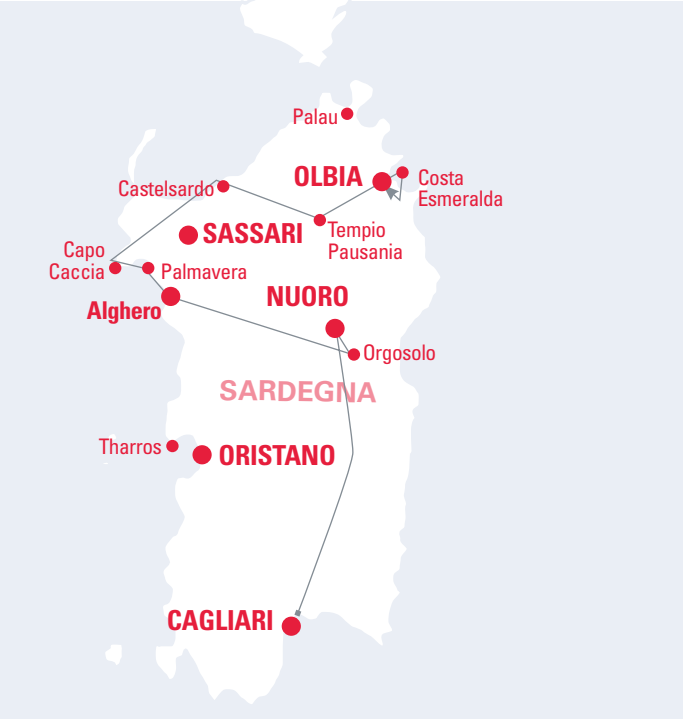 Palau
OLBIA
Costa
Esmeralda
Castelsardo
Tempio
Pausania
SASSARI
Capo
Caccia
Palmavera
NUORO
Alghero
Orgosolo
SARDEGNA
Tharros
ORISTANO
CAGLIARI